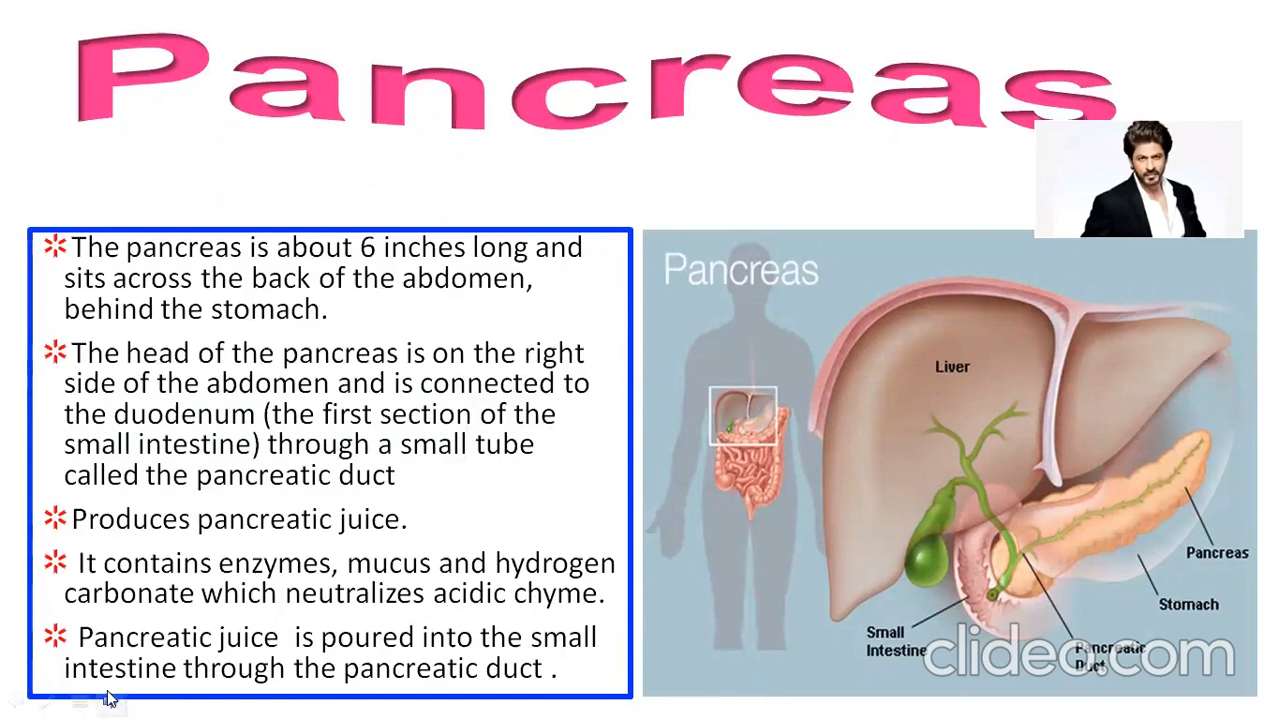 Pancreas
✲The pancreas is about 6 inches long and
sits across the back of the abdomen,
behind the stomach.
✲The head of the pancreas is on the right
side of the abdomen and is connected to
the duodenum (the first section of the
small intestine) through a small tube
called the pancreatic duct
✲Produces pancreatic juice.
✲ It contains enzymes, mucus and hydrogen
carbonate which neutralizes acidic chyme.
✲ Pancreatic juice  is poured into the small
intestine through the pancreatic duct .
Pancreas
Liver
Pancreas
Stomach
Small
Intestine
Pancreatic
Duct
clideo.com